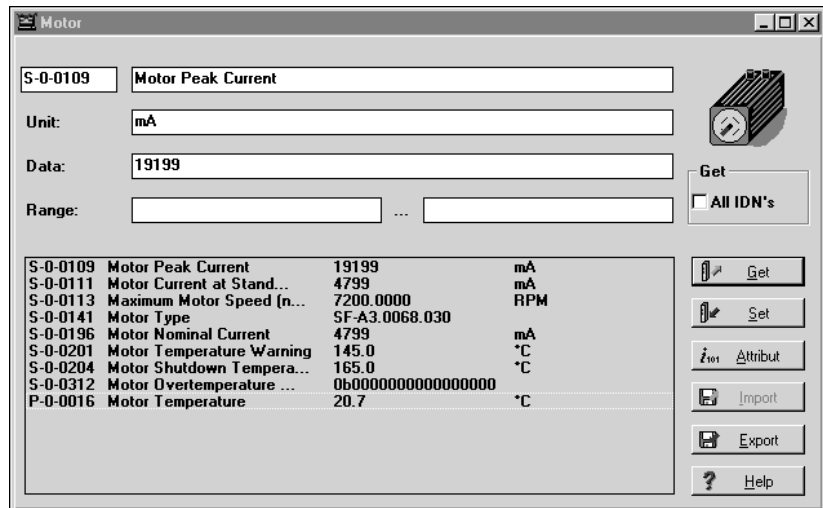 Motor
S-0-0109 Motor Peak Current
Unit: mA
Data: 19199
Range: ...
Get
All IDN's
S-0-0109 Motor Peak Current 19199 mA
S-0-0111 Motor Current at Stand... 4799 mA
S-0-0113 Maximum Motor Speed (n... 7200.0000 RPM
S-0-0141 Motor Type SF-A3.0068.030
S-0-0196 Motor Nominal Current 4799 mA
S-0-0201 Motor Temperature Warning 145.0 °C
S-0-0204 Motor Shutdown Tempera... 165.0 °C
S-0-0312 Motor Overtemperature ... 0b0000000000000000
P-0-0016 Motor Temperature 20.7 °C
Get
Set
i101 Attribut
Import
Export
? Help